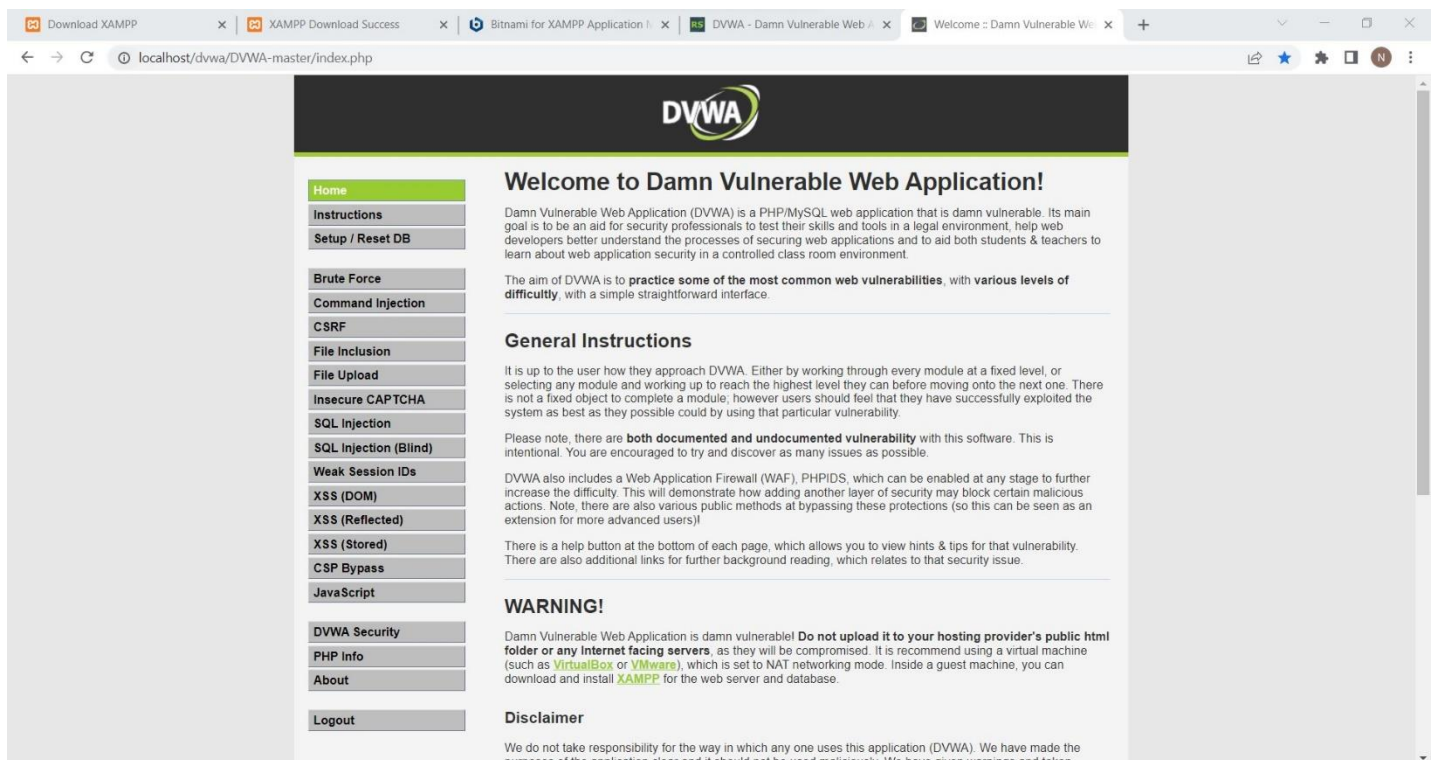 Download XAMPP
XAMPP Download Success
Bitnami for XAMPP Application
RS DVWA - Damn Vulnerable Web
Welcome :: Damn Vulnerable We
localhost/dvwa/DVWA-master/index.php
N
DVWA
Home
Instructions
Setup / Reset DB
Brute Force
Command Injection
CSRF
File Inclusion
File Upload
Insecure CAPTCHA
SQL Injection
SQL Injection (Blind)
Weak Session IDs
XSS (DOM)
XSS (Reflected)
XSS (Stored)
CSP Bypass
JavaScript
DVWA Security
PHP Info
About
Logout
Welcome to Damn Vulnerable Web Application!
Damn Vulnerable Web Application (DVWA) is a PHP/MySQL web application that is damn vulnerable. Its main
goal is to be an aid for security professionals to test their skills and tools in a legal environment, help web
developers better understand the processes of securing web applications and to aid both students & teachers to
learn about web application security in a controlled class room environment.
The aim of DVWA is to practice some of the most common web vulnerabilities, with various levels of
difficultly, with a simple straightforward interface.
General Instructions
It is up to the user how they approach DVWA. Either by working through every module at a fixed level, or
selecting any module and working up to reach the highest level they can before moving onto the next one. There
is not a fixed object to complete a module; however users should feel that they have successfully exploited the
system as best as they possible could by using that particular vulnerability.
Please note, there are both documented and undocumented vulnerability with this software. This is
intentional. You are encouraged to try and discover as many issues as possible.
DVWA also includes a Web Application Firewall (WAF), PHPIDS, which can be enabled at any stage to further
increase the difficulty. This will demonstrate how adding another layer of security may block certain malicious
actions. Note, there are also various public methods at bypassing these protections (so this can be seen as an
extension for more advanced users)!
There is a help button at the bottom of each page, which allows you to view hints & tips for that vulnerability.
There are also additional links for further background reading, which relates to that security issue.
WARNING!
Damn Vulnerable Web Application is damn vulnerable! Do not upload it to your hosting provider's public html
folder or any Internet facing servers, as they will be compromised. It is recommend using a virtual machine
(such as VirtualBox or VMware), which is set to NAT networking mode. Inside a guest machine, you can
download and install XAMPP for the web server and database.
Disclaimer
We do not take responsibility for the way in which any one uses this application (DVWA). We have made the
purposes of the application clear and it should not be used maliciously. We have given warnings and taken